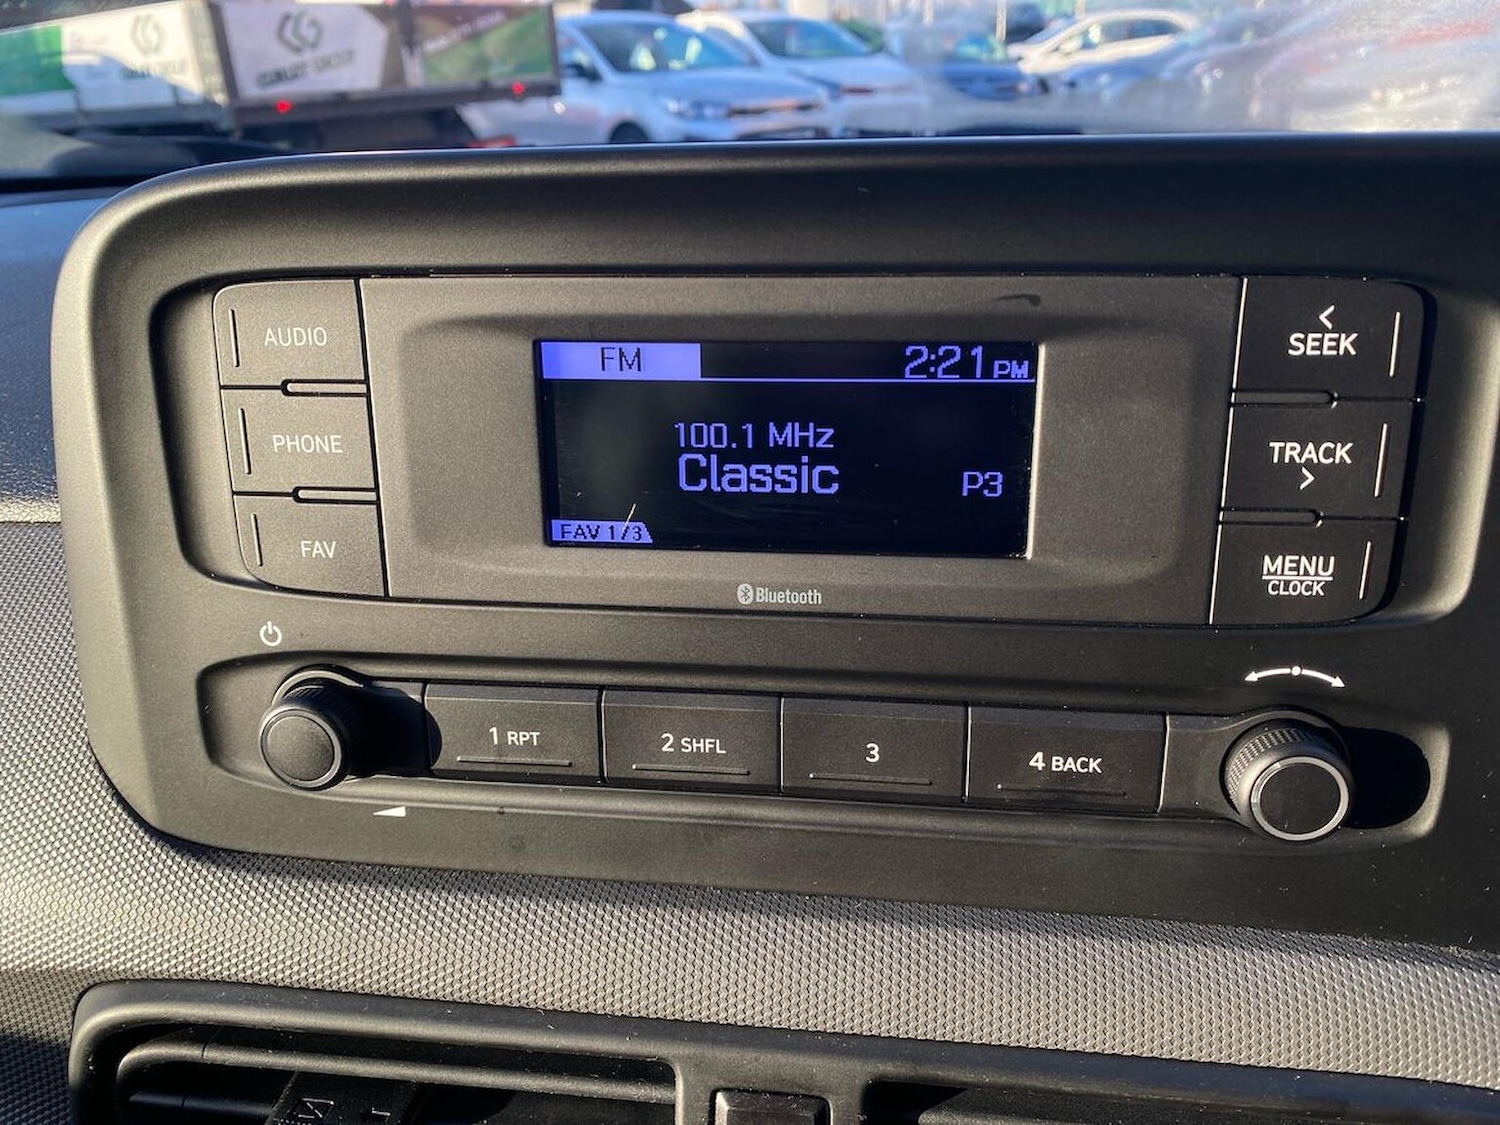 AUDIO
PHONE
FAV
FM
2:21 PM
100.1 MHz
Classic
P3
FAV 1/3
Bluetooth
< SEEK
TRACK >
MENU
CLOCK
1 RPT
2 SHFL
3
4 BACK